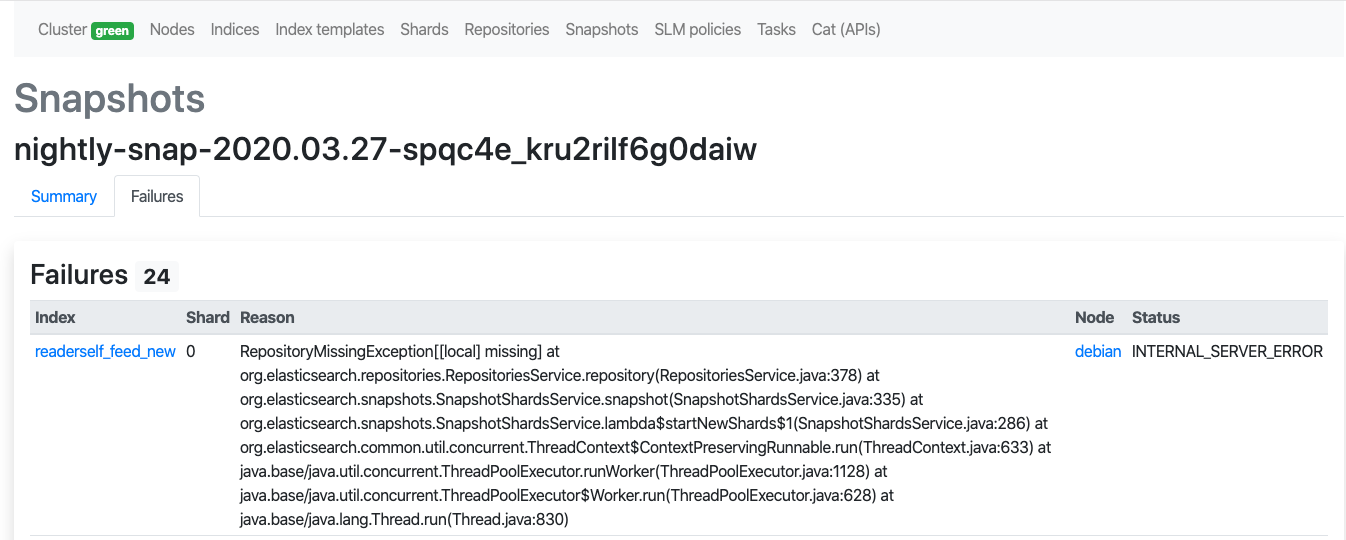 Cluster green Nodes Indices Index templates Shards Repositories Snapshots SLM policies Tasks Cat (APIs)
Snapshots
nightly-snap-2020.03.27-spqc4e_kru2rilf6g0daiw
Summary Failures
Failures 24
Index Shard Reason Node Status
readerself_feed_new 0 RepositoryMissingException[[local] missing] at debian INTERNAL_SERVER_ERROR
org.elasticsearch.repositories.RepositoriesService.repository(RepositoriesService.java:378) at
org.elasticsearch.snapshots.SnapshotShardsService.snapshot(SnapshotShardsService.java:335) at
org.elasticsearch.snapshots.SnapshotShardsService.lambda$startNewShards$1(SnapshotShardsService.java:286) at
org.elasticsearch.common.util.concurrent.ThreadContext$ContextPreservingRunnable.run(ThreadContext.java:633) at
java.base/java.util.concurrent.ThreadPoolExecutor.runWorker(ThreadPoolExecutor.java:1128) at
java.base/java.util.concurrent.ThreadPoolExecutor$Worker.run(ThreadPoolExecutor.java:628) at
java.base/java.lang.Thread.run(Thread.java:830)